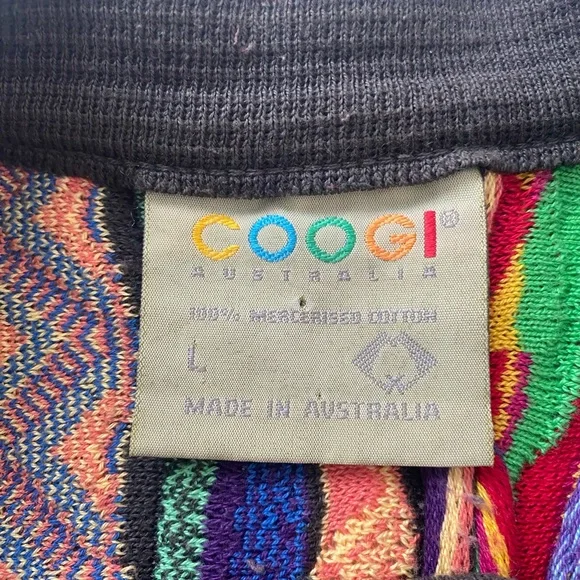 COOGI®
AUSTRALIA
100% MERCERISED COTTON
L
MADE IN AUSTRALIA